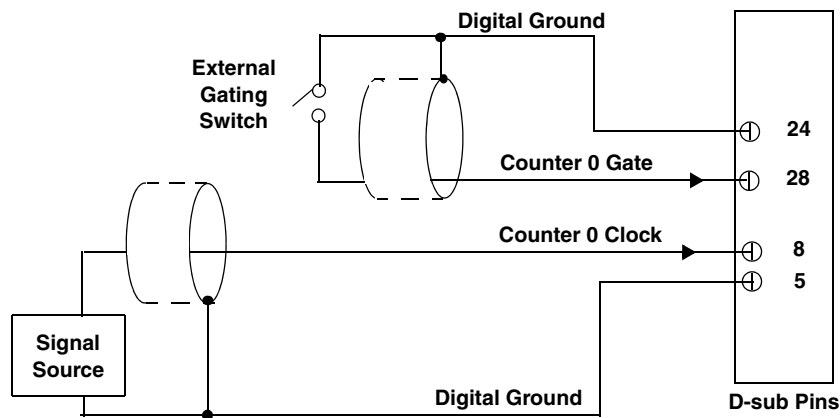 Digital Ground
External
Gating
Switch
24
Counter 0 Gate
28
Counter 0 Clock
8
5
Signal
Source
Digital Ground
D-sub Pins